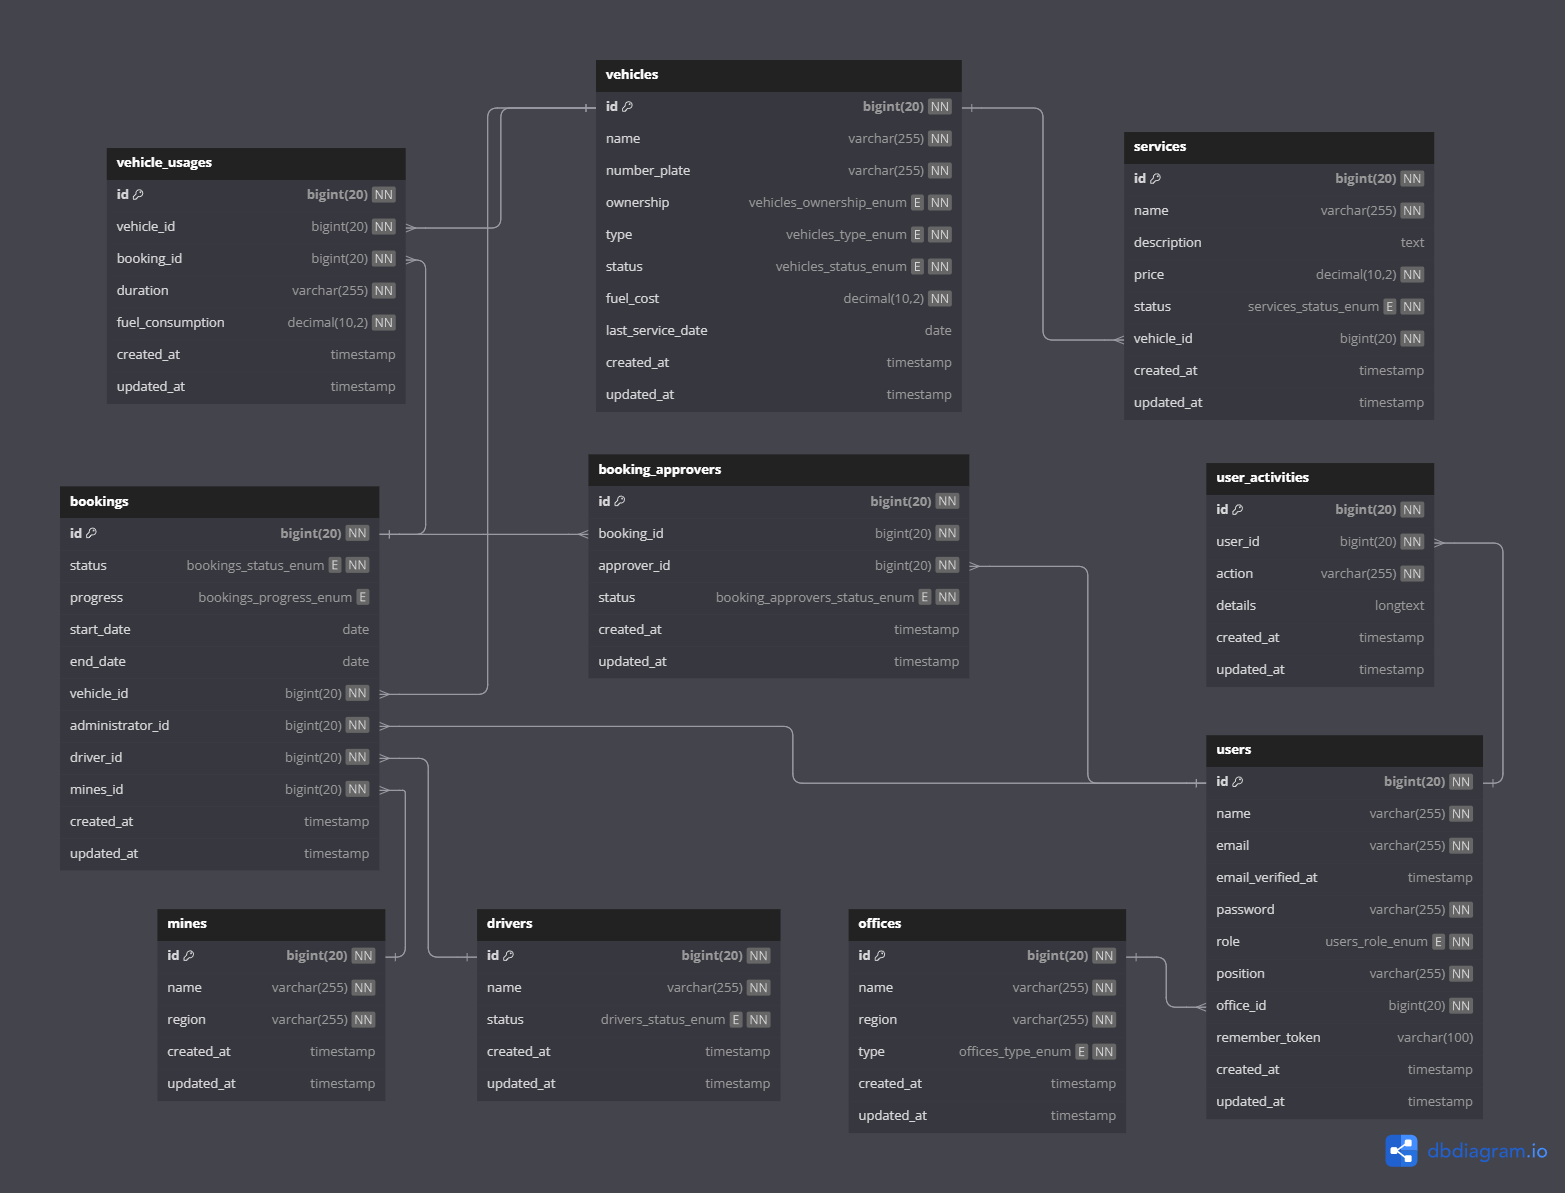 vehicles
id bigint(20) NN
name varchar(255) NN
number_plate varchar(255) NN
ownership vehicles_ownership_enum E NN
type vehicles_type_enum E NN
status vehicles_status_enum E NN
fuel_cost decimal(10,2) NN
last_service_date date
created_at timestamp
updated_at timestamp
services
id bigint(20) NN
name varchar(255) NN
description text
price decimal(10,2) NN
status services_status_enum E NN
vehicle_id bigint(20) NN
created_at timestamp
updated_at timestamp
vehicle_usages
id bigint(20) NN
vehicle_id bigint(20) NN
booking_id bigint(20) NN
duration varchar(255) NN
fuel_consumption decimal(10,2) NN
created_at timestamp
updated_at timestamp
booking_approvers
id bigint(20) NN
booking_id bigint(20) NN
approver_id bigint(20) NN
status booking_approvers_status_enum E NN
created_at timestamp
updated_at timestamp
user_activities
id bigint(20) NN
user_id bigint(20) NN
action varchar(255) NN
details longtext
created_at timestamp
updated_at timestamp
bookings
id bigint(20) NN
status bookings_status_enum E NN
progress bookings_progress_enum E
start_date date
end_date date
vehicle_id bigint(20) NN
administrator_id bigint(20) NN
driver_id bigint(20) NN
mines_id bigint(20) NN
created_at timestamp
updated_at timestamp
users
id bigint(20) NN
name varchar(255) NN
email varchar(255) NN
email_verified_at timestamp
password varchar(255) NN
role users_role_enum E NN
position varchar(255) NN
office_id bigint(20) NN
remember_token varchar(100)
created_at timestamp
updated_at timestamp
mines
id bigint(20) NN
name varchar(255) NN
region varchar(255) NN
created_at timestamp
updated_at timestamp
drivers
id bigint(20) NN
name varchar(255) NN
status drivers_status_enum E NN
created_at timestamp
updated_at timestamp
offices
id bigint(20) NN
name varchar(255) NN
region varchar(255) NN
type offices_type_enum E NN
created_at timestamp
updated_at timestamp
dbdiagram.io